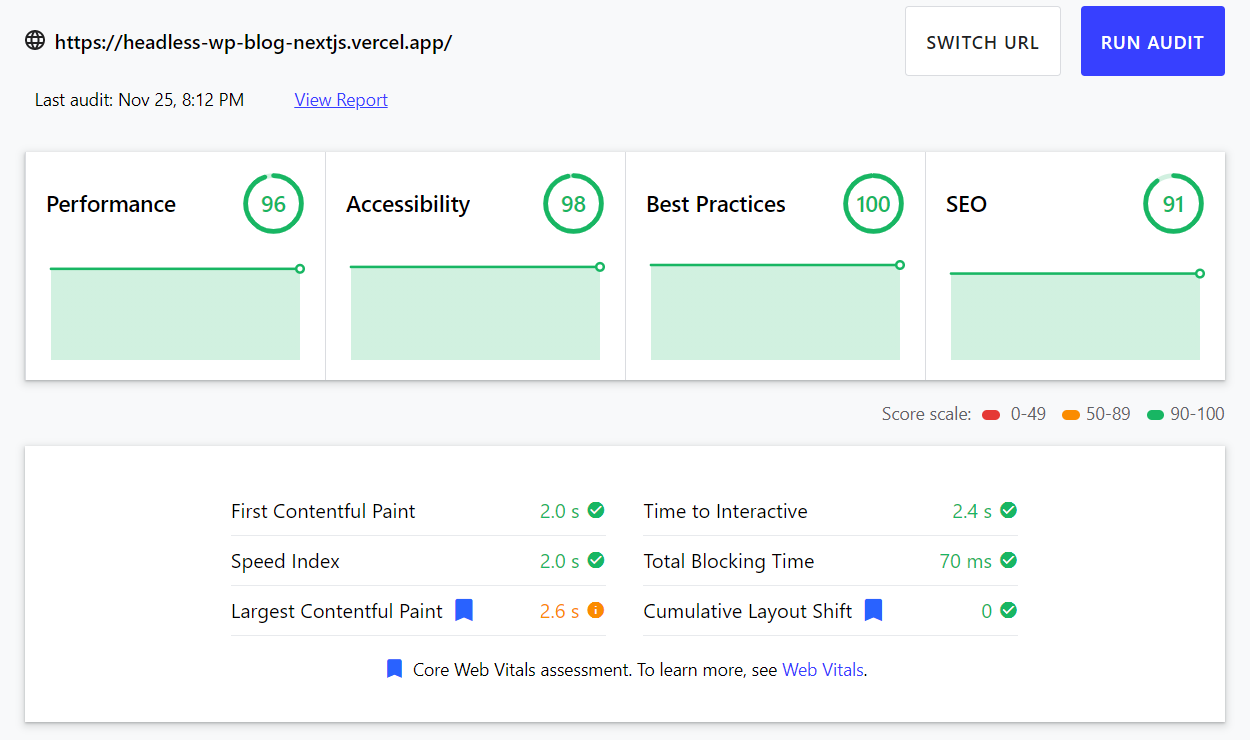 https://headless-wp-blog-nextjs.vercel.app/
SWITCH URL
RUN AUDIT
Last audit: Nov 25, 8:12 PM
View Report
Performance
96
Accessibility
98
Best Practices
100
SEO
91
Score scale: 0-49 50-89 90-100
First Contentful Paint 2.0 s
Time to Interactive 2.4 s
Speed Index 2.0 s
Total Blocking Time 70 ms
Largest Contentful Paint 2.6 s
Cumulative Layout Shift 0
Core Web Vitals assessment. To learn more, see Web Vitals.